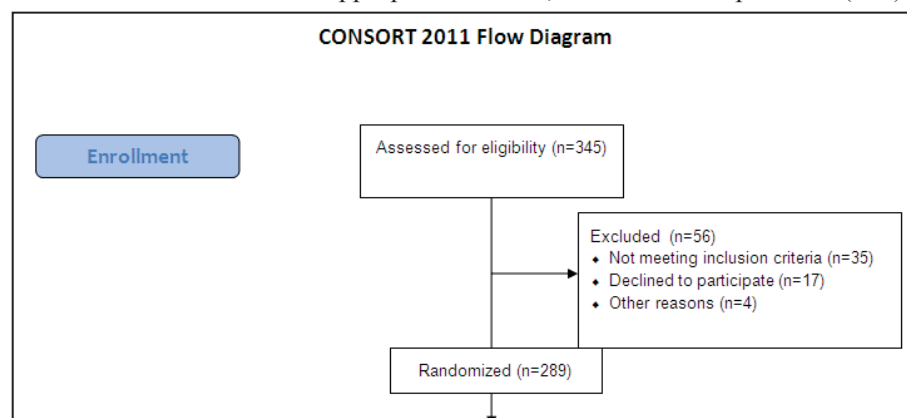 CONSORT 2011 Flow Diagram
Enrollment
Assessed for eligibility (n=345)
Excluded (n=56)
⬥ Not meeting inclusion criteria (n=35)
⬥ Declined to participate (n=17)
⬥ Other reasons (n=4)
Randomized (n=289)